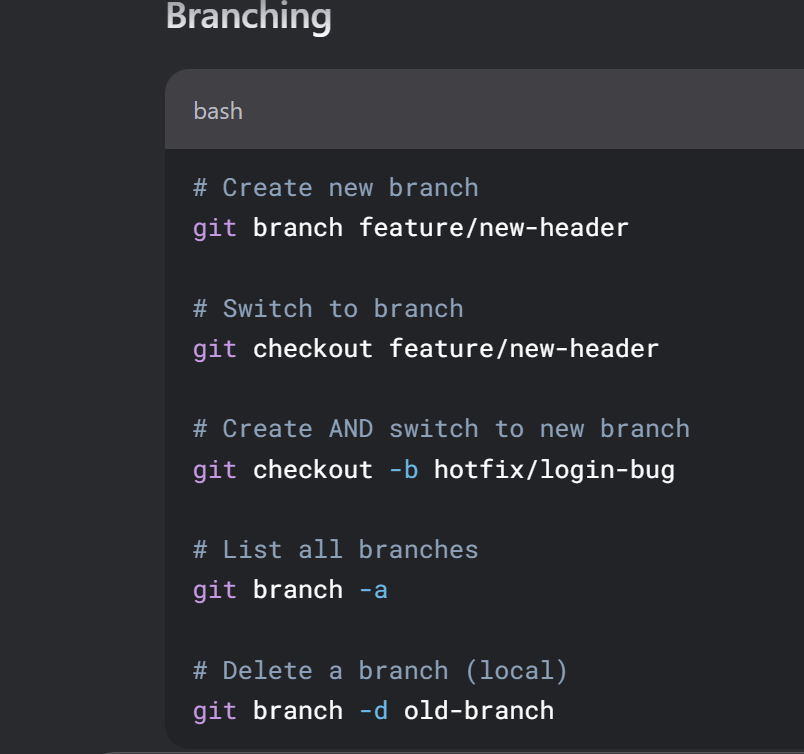 Branching
bash
# Create new branch
git branch feature/new-header
# Switch to branch
git checkout feature/new-header
# Create AND switch to new branch
git checkout -b hotfix/login-bug
# List all branches
git branch -a
# Delete a branch (local)
git branch -d old-branch